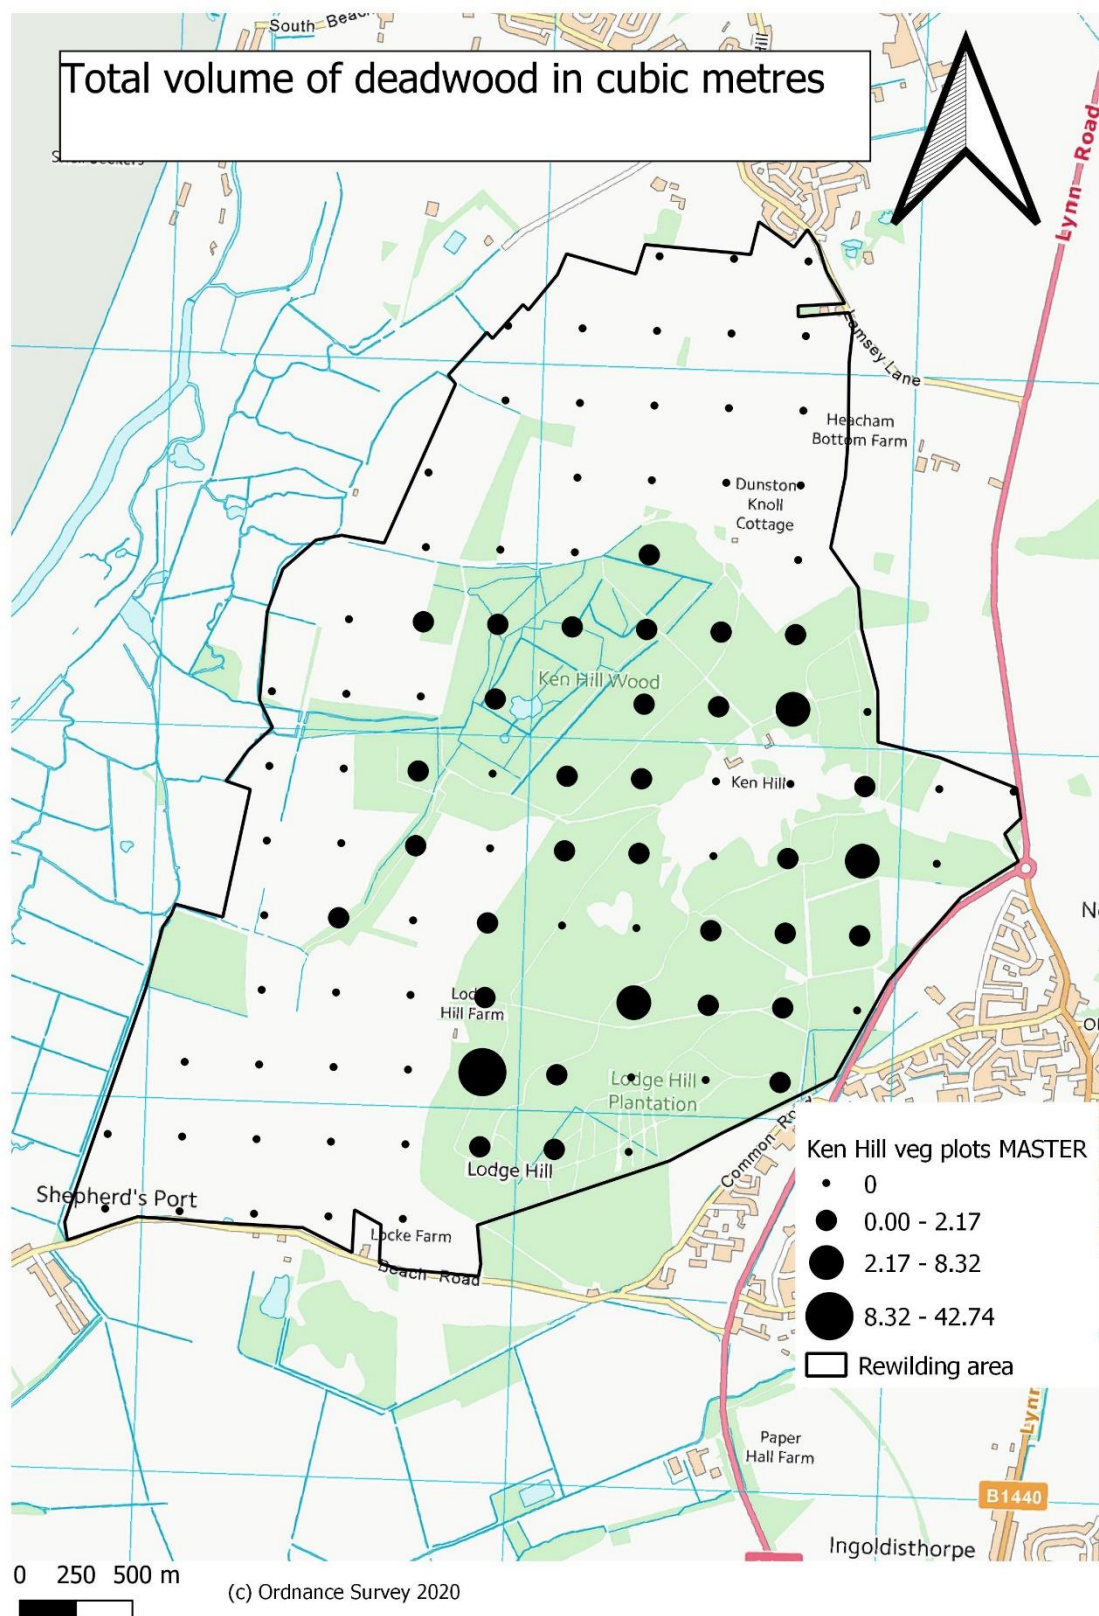 South Beach
Total volume of deadwood in cubic metres
Lynn Road
Lamsey Lane
Heacham
Bottom Farm
Dunston
Knoll
Cottage
Ken Hill Wood
Ken Hill
Lodge
Hill Farm
Lodge Hill
Plantation
Common Road
Lodge Hill
Shepherd's Port
Locke Farm
Beach Road
Ken Hill veg plots MASTER
0
0.00 - 2.17
2.17 - 8.32
8.32 - 42.74
Rewilding area
Paper
Hall Farm
B1440
Ingoldisthorpe
0 250 500 m
(c) Ordnance Survey 2020